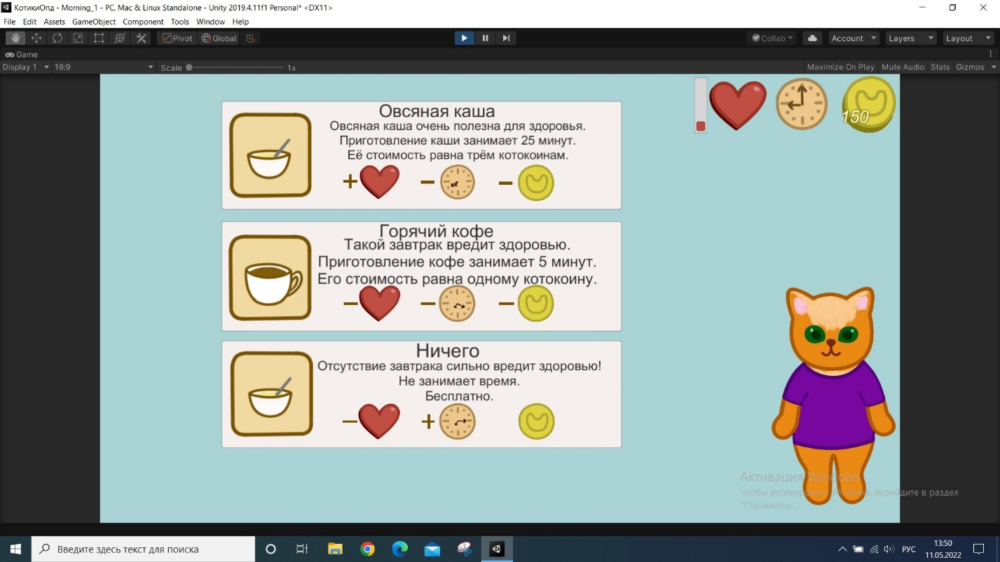 КотикиОпд - Morning_1 - PC, Mac & Linux Standalone - Unity 2019.4.11f1 Personal* <DX11>
File Edit Assets GameObject Component Tools Window Help
Pivot Global Collab Account Layers Layout
Game
Display 1 16:9 Scale 1x Maximize On Play Mute Audio Stats Gizmos
150
Овсяная каша
Овсяная каша очень полезна для здоровья.
Приготовление каши занимает 25 минут.
Её стоимость равна трём котокоинам.
+ - -
Горячий кофе
Такой завтрак вредит здоровью.
Приготовление кофе занимает 5 минут.
Его стоимость равна одному котокоину.
- - -
Ничего
Отсутствие завтрака сильно вредит здоровью!
Не занимает время.
Бесплатно.
- +
Активация Windows
Чтобы активировать Windows, перейдите в раздел
"Параметры".
Введите здесь текст для поиска
РУС
13:50
11.05.2022